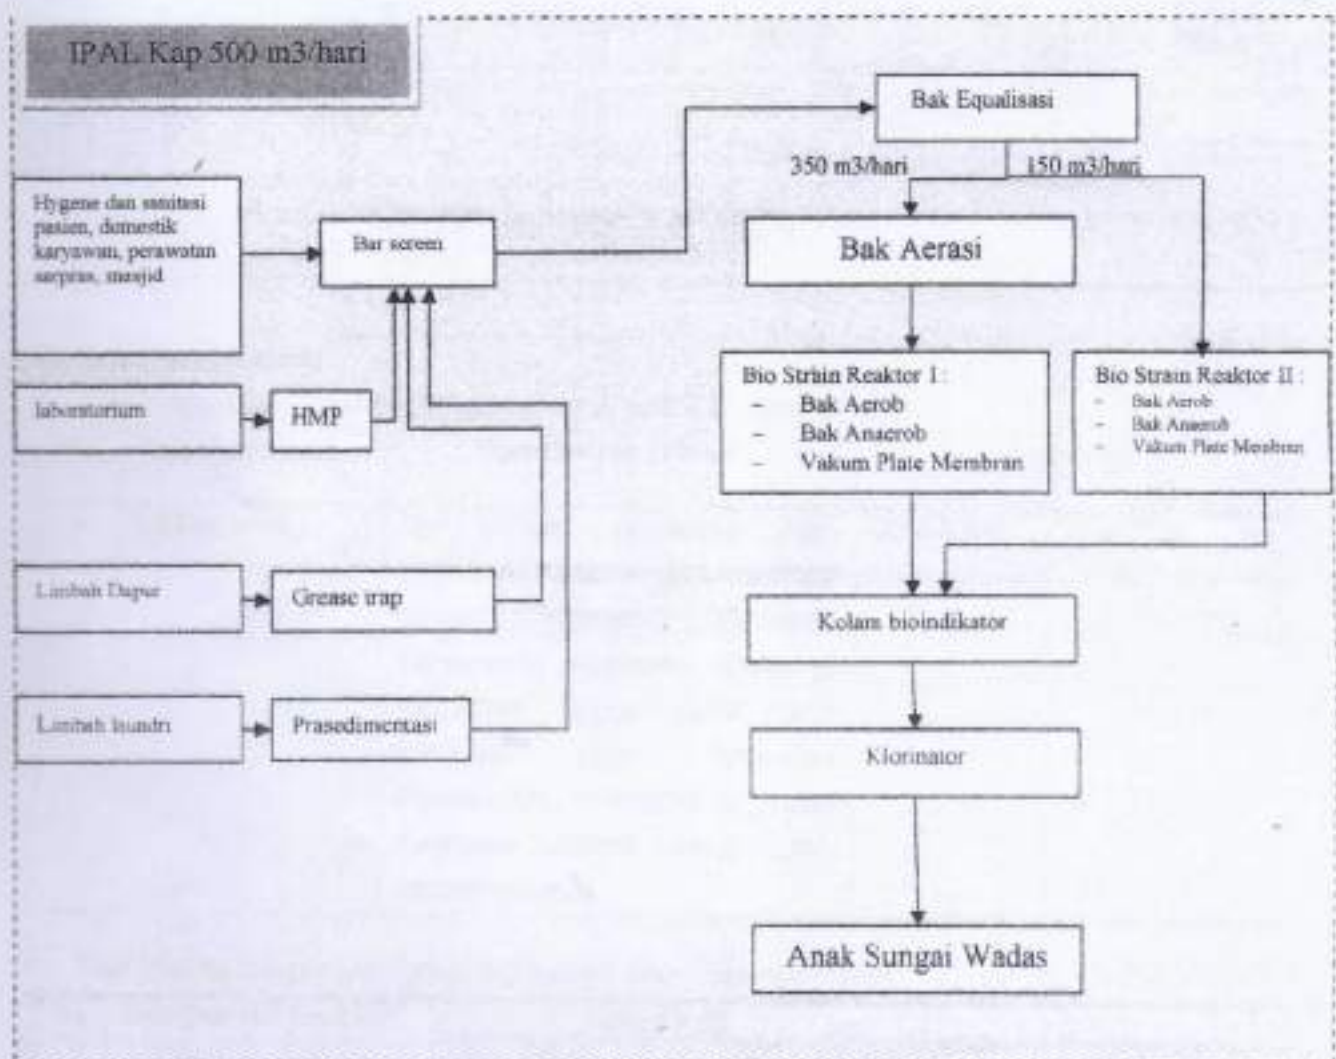 IPAL Kap 500 m3/hari
Bak Equalisasi
350 m3/hari
150 m3/hari
Hygene dan sanitasi
pasien, domestik
karyawan, perawatan
sarpras, masjid
Bar screen
Bak Aerasi
Bio Strain Reaktor I :
- Bak Aerob
- Bak Anaerob
- Vakum Plate Membran
Bio Strain Reaktor II :
- Bak Aerob
- Bak Anaerob
- Vakum Plate Membran
laboratorium
HMP
Limbah Dapur
Grease trap
Kolam bioindikator
Limbah laundri
Prasedimentasi
Klorinator
Anak Sungai Wadas